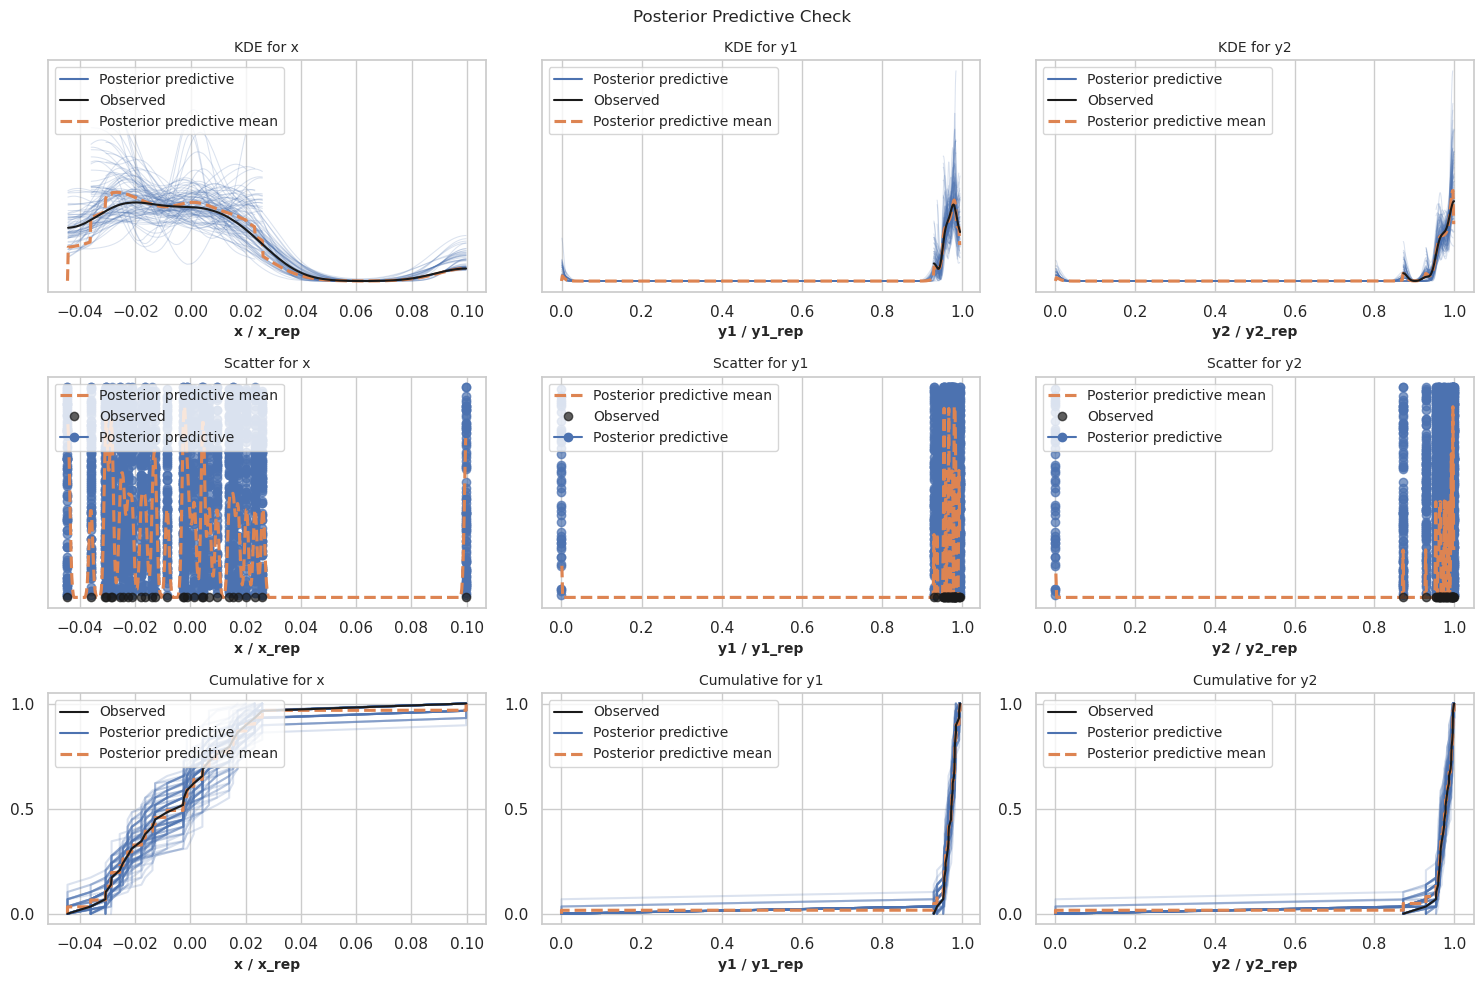 Posterior Predictive Check
KDE for x
Posterior predictive
Observed
Posterior predictive mean
−0.04 −0.02 0.00 0.02 0.04 0.06 0.08 0.10
x / x_rep
KDE for y1
Posterior predictive
Observed
Posterior predictive mean
0.0 0.2 0.4 0.6 0.8 1.0
y1 / y1_rep
KDE for y2
Posterior predictive
Observed
Posterior predictive mean
0.0 0.2 0.4 0.6 0.8 1.0
y2 / y2_rep
Scatter for x
Posterior predictive mean
Observed
Posterior predictive
−0.04 −0.02 0.00 0.02 0.04 0.06 0.08 0.10
x / x_rep
Scatter for y1
Posterior predictive mean
Observed
Posterior predictive
0.0 0.2 0.4 0.6 0.8 1.0
y1 / y1_rep
Scatter for y2
Posterior predictive mean
Observed
Posterior predictive
0.0 0.2 0.4 0.6 0.8 1.0
y2 / y2_rep
Cumulative for x
1.0
0.5
0.0
Observed
Posterior predictive
Posterior predictive mean
−0.04 −0.02 0.00 0.02 0.04 0.06 0.08 0.10
x / x_rep
Cumulative for y1
1.0
0.5
0.0
Observed
Posterior predictive
Posterior predictive mean
0.0 0.2 0.4 0.6 0.8 1.0
y1 / y1_rep
Cumulative for y2
1.0
0.5
0.0
Observed
Posterior predictive
Posterior predictive mean
0.0 0.2 0.4 0.6 0.8 1.0
y2 / y2_rep